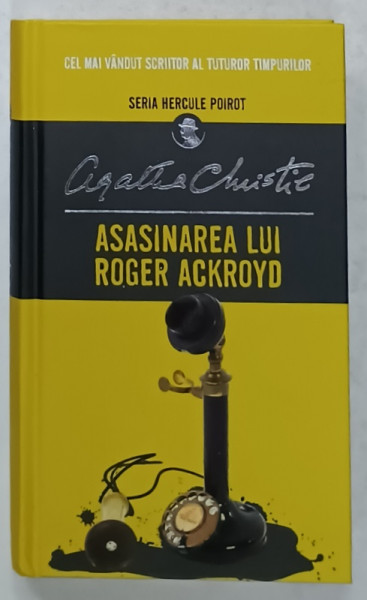 CEL MAI VÂNDUT SCRIITOR AL TUTUROR TIMPURILOR
SERIA HERCULE POIROT
Agatha Christie
ASASINAREA LUI
ROGER ACKROYD